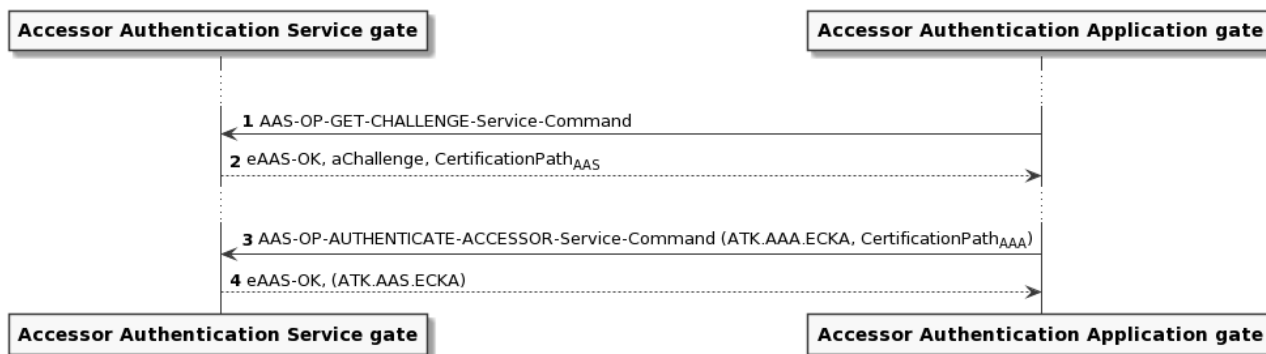 Accessor Authentication Service gate
Accessor Authentication Application gate
1 AAS-OP-GET-CHALLENGE-Service-Command
2 eAAS-OK, aChallenge, CertificationPathAAS
3 AAS-OP-AUTHENTICATE-ACCESSOR-Service-Command (ATK.AAA.ECKA, CertificationPathAAA)
4 eAAS-OK, (ATK.AAS.ECKA)
Accessor Authentication Service gate
Accessor Authentication Application gate